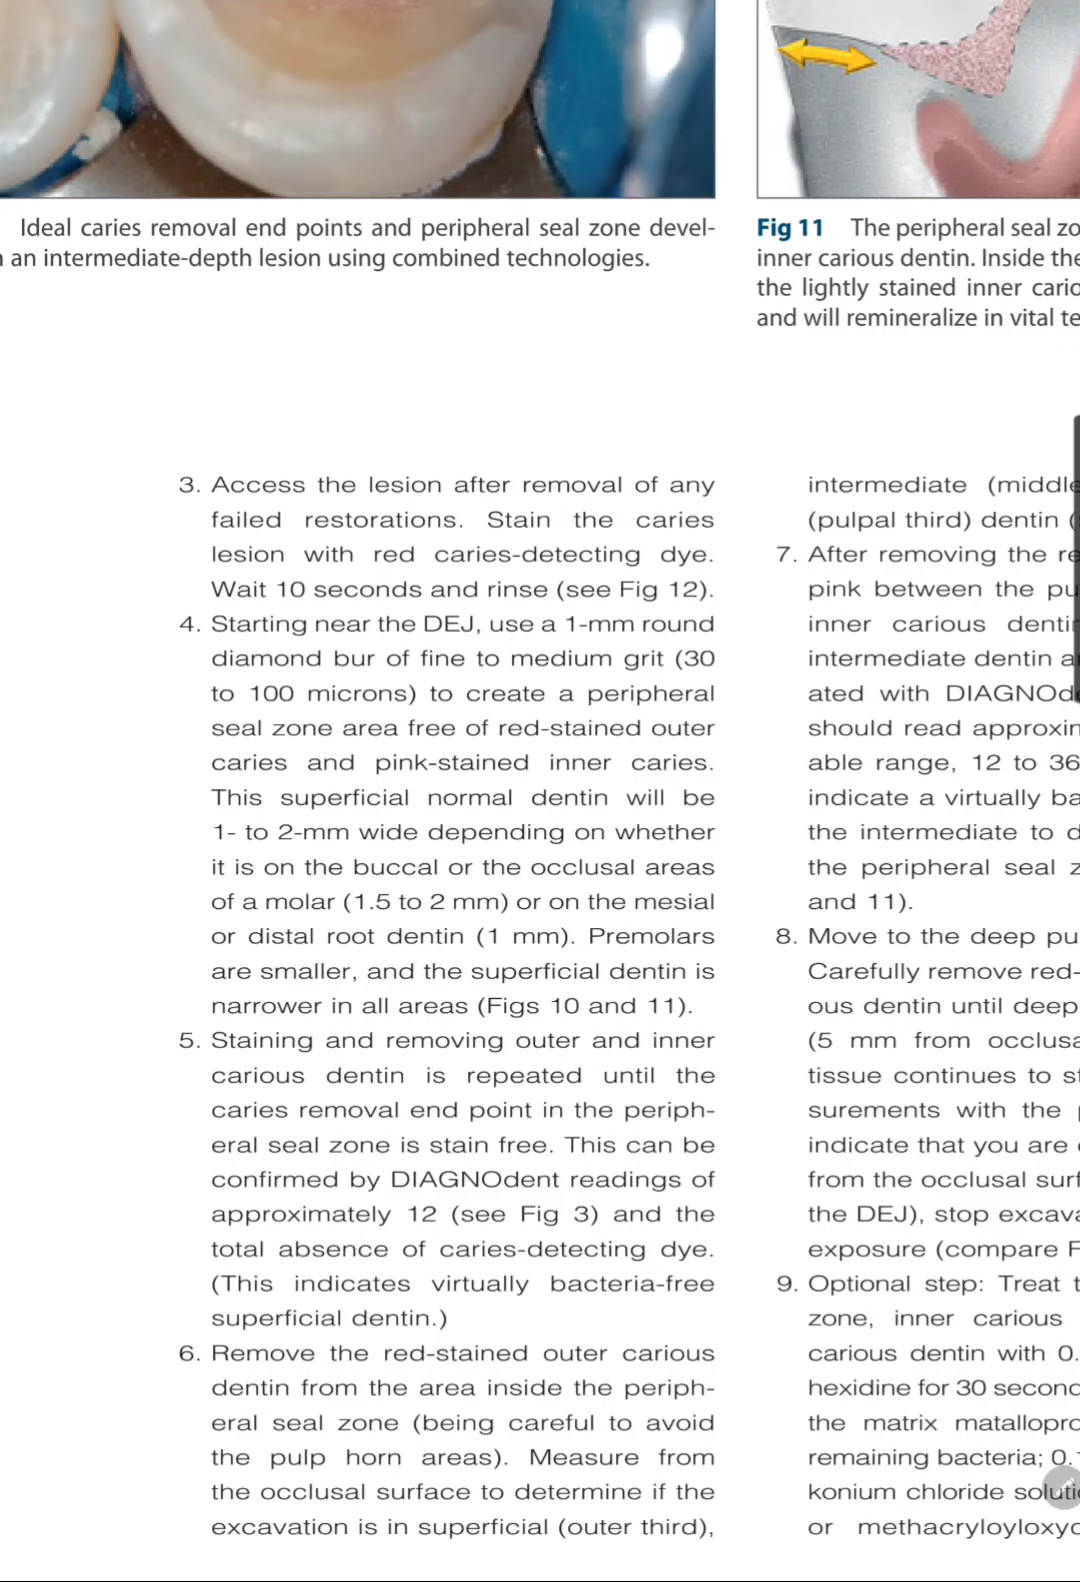 Ideal caries removal end points and peripheral seal zone devel-
an intermediate-depth lesion using combined technologies.
Fig 11 The peripheral seal
inner carious dentin. Inside
the lightly stained inner
and will remineralize in vital
3. Access the lesion after removal of any
failed restorations. Stain the caries
lesion with red caries-detecting dye.
Wait 10 seconds and rinse (see Fig 12).
4. Starting near the DEJ, use a 1-mm round
diamond bur of fine to medium grit (30
to 100 microns) to create a peripheral
seal zone area free of red-stained outer
caries and pink-stained inner caries.
This superficial normal dentin will be
1- to 2-mm wide depending on whether
it is on the buccal or the occlusal areas
of a molar (1.5 to 2 mm) or on the mesial
or distal root dentin (1 mm). Premolars
are smaller, and the superficial dentin is
narrower in all areas (Figs 10 and 11).
5. Staining and removing outer and inner
carious dentin is repeated until the
caries removal end point in the periph-
eral seal zone is stain free. This can be
confirmed by DIAGNOdent readings of
approximately 12 (see Fig 3) and the
total absence of caries-detecting dye.
(This indicates virtually bacteria-free
superficial dentin.)
6. Remove the red-stained outer carious
dentin from the area inside the periph-
eral seal zone (being careful to avoid
the pulp horn areas). Measure from
the occlusal surface to determine if the
excavation is in superficial (outer third),
intermediate
(pulpal third) dentin (
7. After removing the
pink between the
inner carious
intermediate dentin
ated with
should read
able range, 12 to 36
indicate a virtually
the intermediate to
the peripheral seal
and 11).
8. Move to the deep
Carefully remove red-
ous dentin until deep
(5 mm from
tissue continues to
surements with the
indicate that you are
from the occlusal
the DEJ), stop
exposure (compare
9. Optional step: Treat
zone, inner carious
carious dentin with 0.
hexidine for 30
the matrix
remaining bacteria; 0.
konium chloride
or